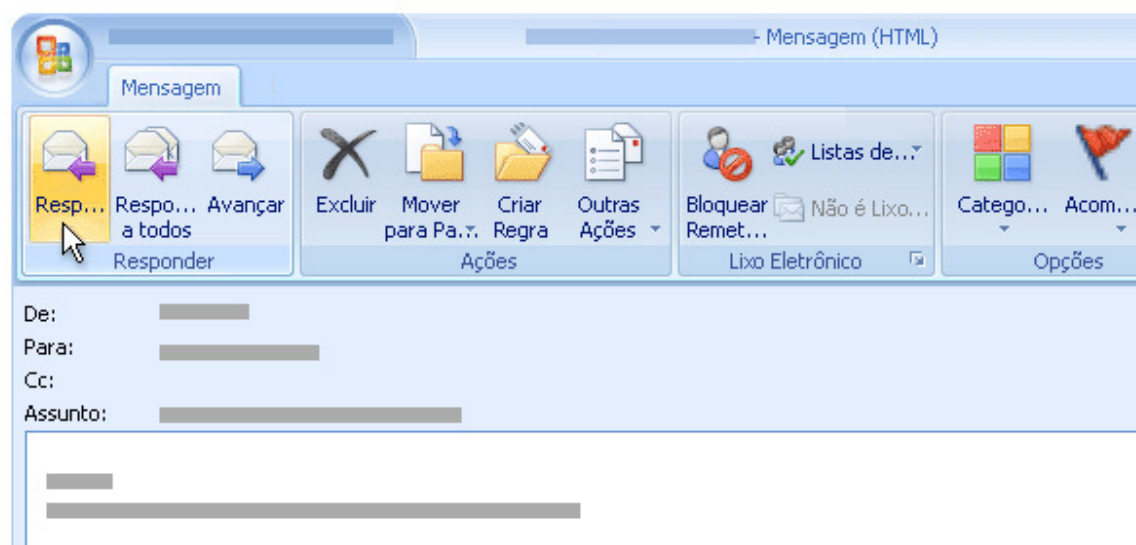 - Mensagem (HTML)
Mensagem
Resp... Respo... a todos Avançar Excluir Mover para Pa... Criar Regra Outras Ações Bloquear Remet... Listas de... Não é Lixo... Catego... Acom...
Responder Ações Lixo Eletrônico Opções
De:
Para:
Cc:
Assunto: